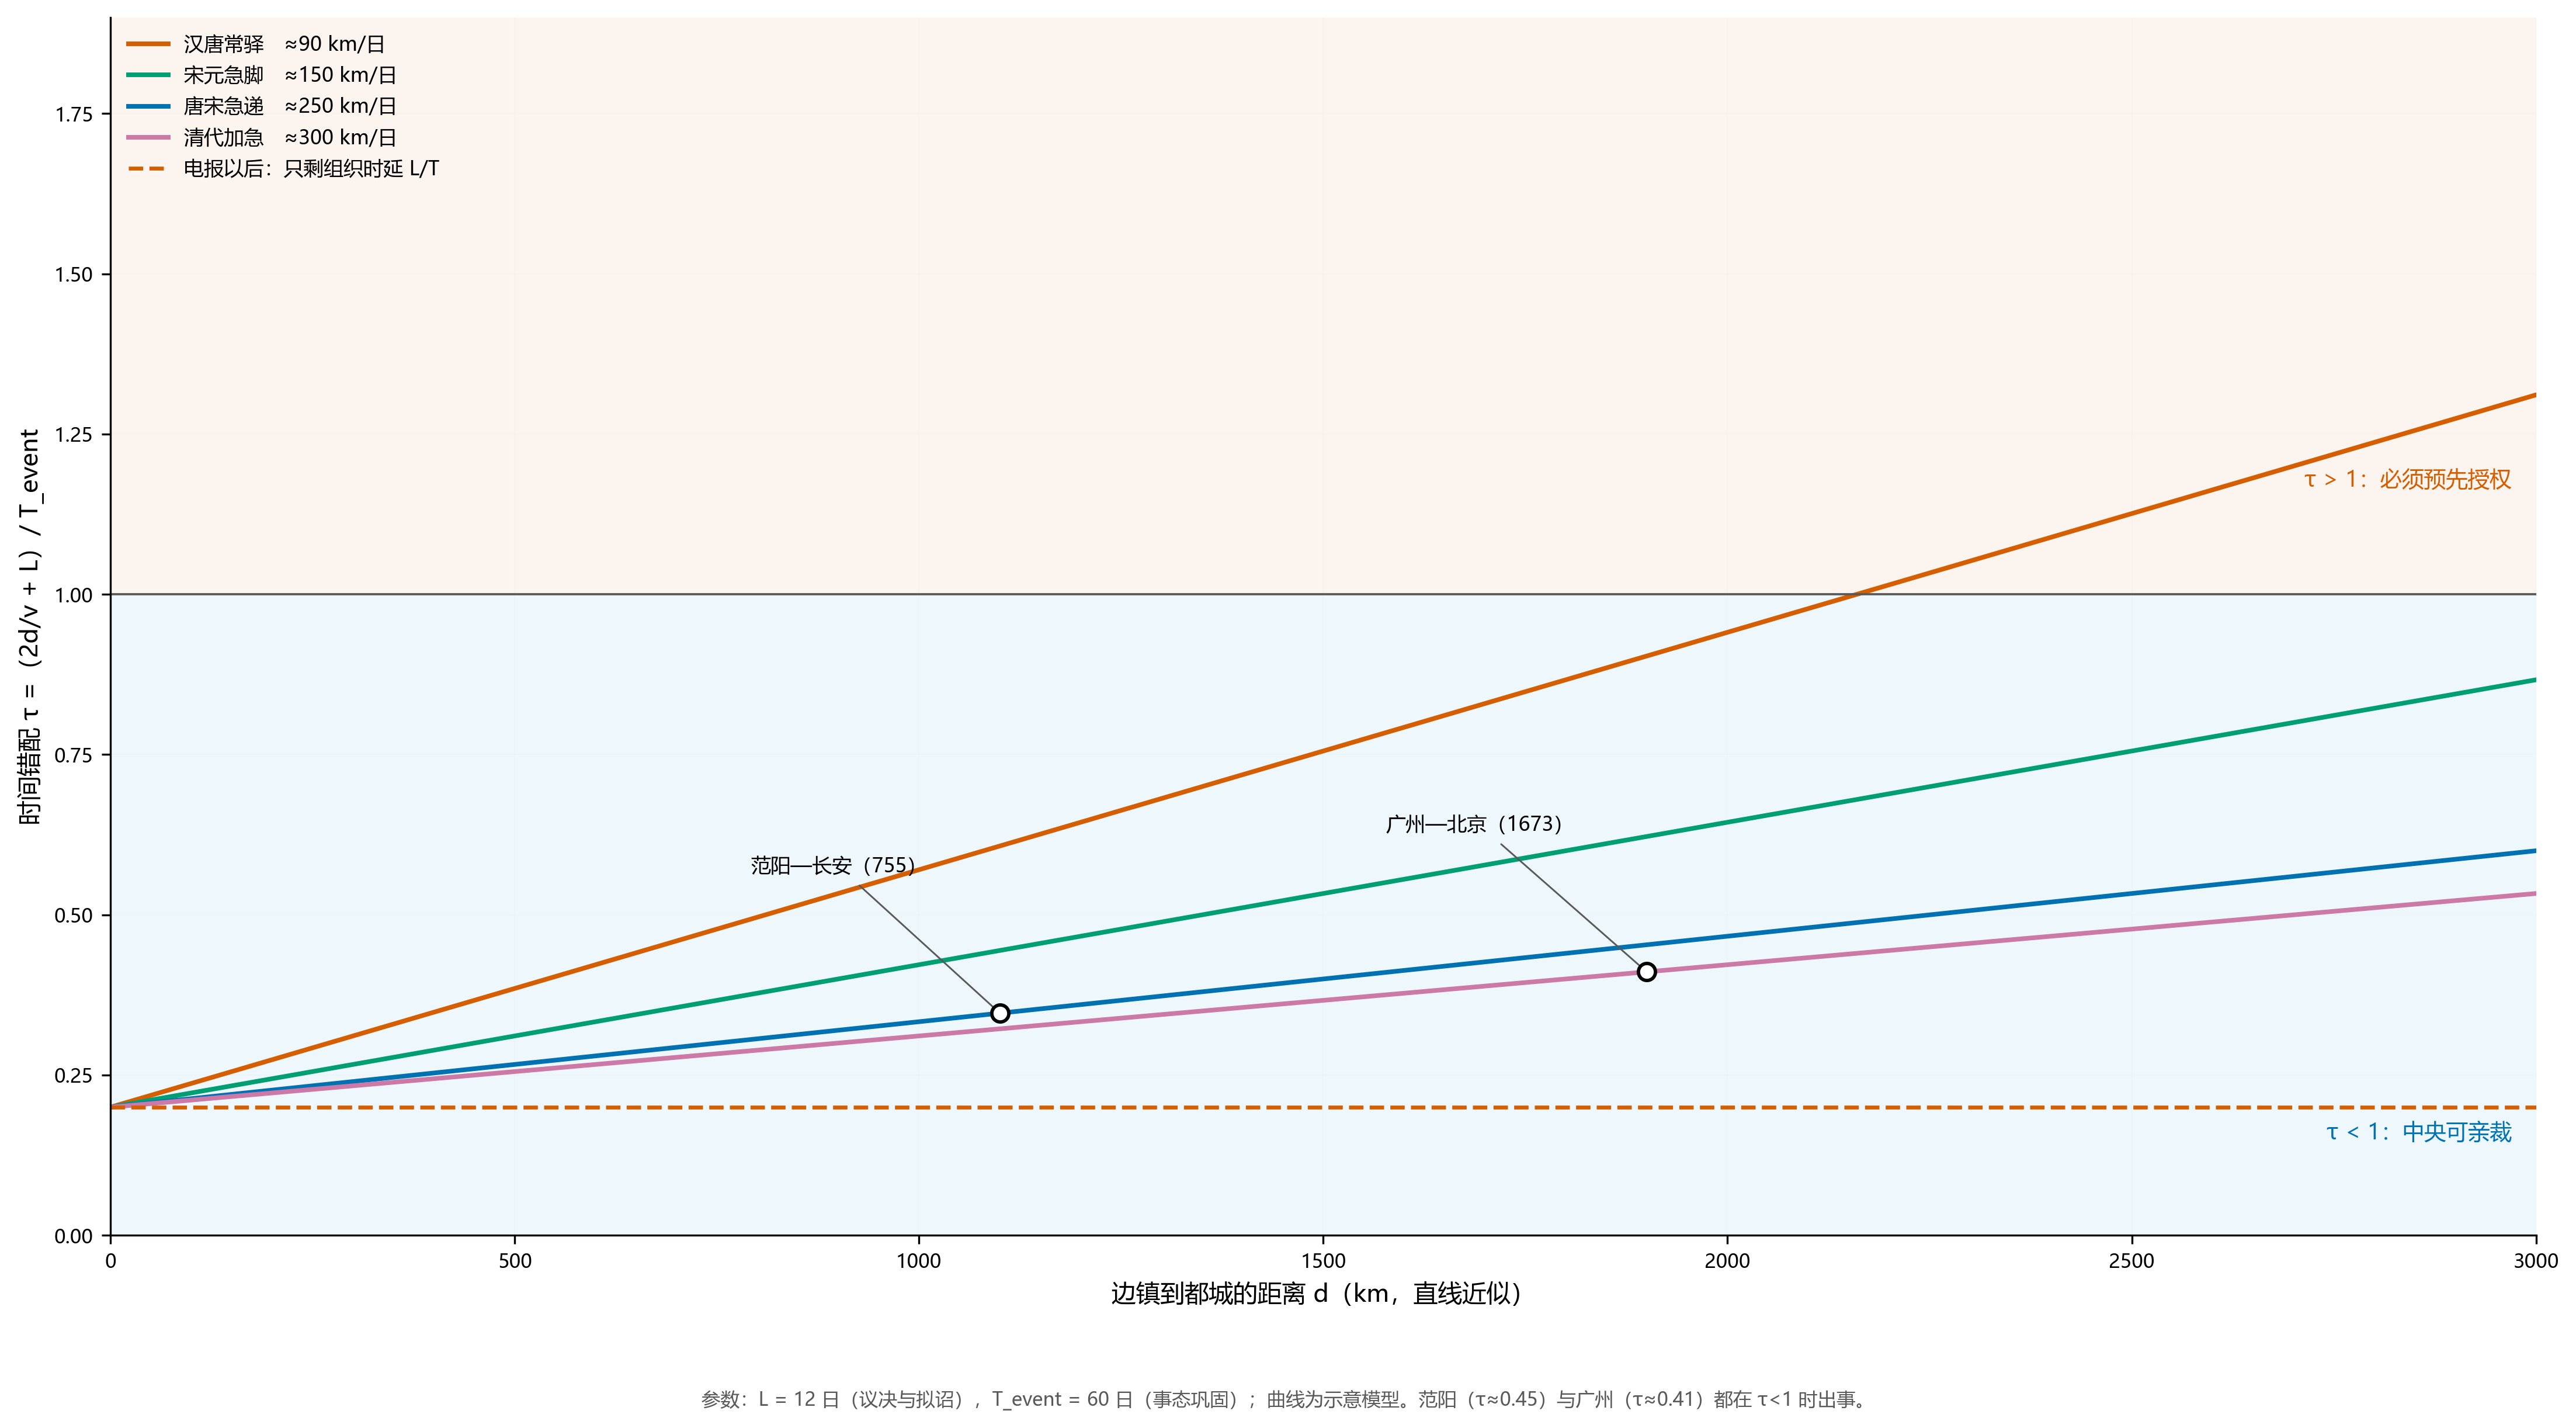 汉唐常驿 ≈90 km/日
宋元急脚 ≈150 km/日
唐宋急递 ≈250 km/日
清代加急 ≈300 km/日
电报以后：只剩组织时延 L/T
时间错配 τ =（2d/v + L）/ T_event
1.75
1.50
1.25
1.00
0.75
0.50
0.25
0.00
τ > 1：必须预先授权
广州—北京（1673）
范阳—长安（755）
τ < 1：中央可亲裁
0
500
1000
1500
2000
2500
3000
边镇到都城的距离 d（km，直线近似）
参数：L = 12 日（议决与拟诏），T_event = 60 日（事态巩固）；曲线为示意模型。范阳（τ≈0.45）与广州（τ≈0.41）都在 τ<1 时出事。